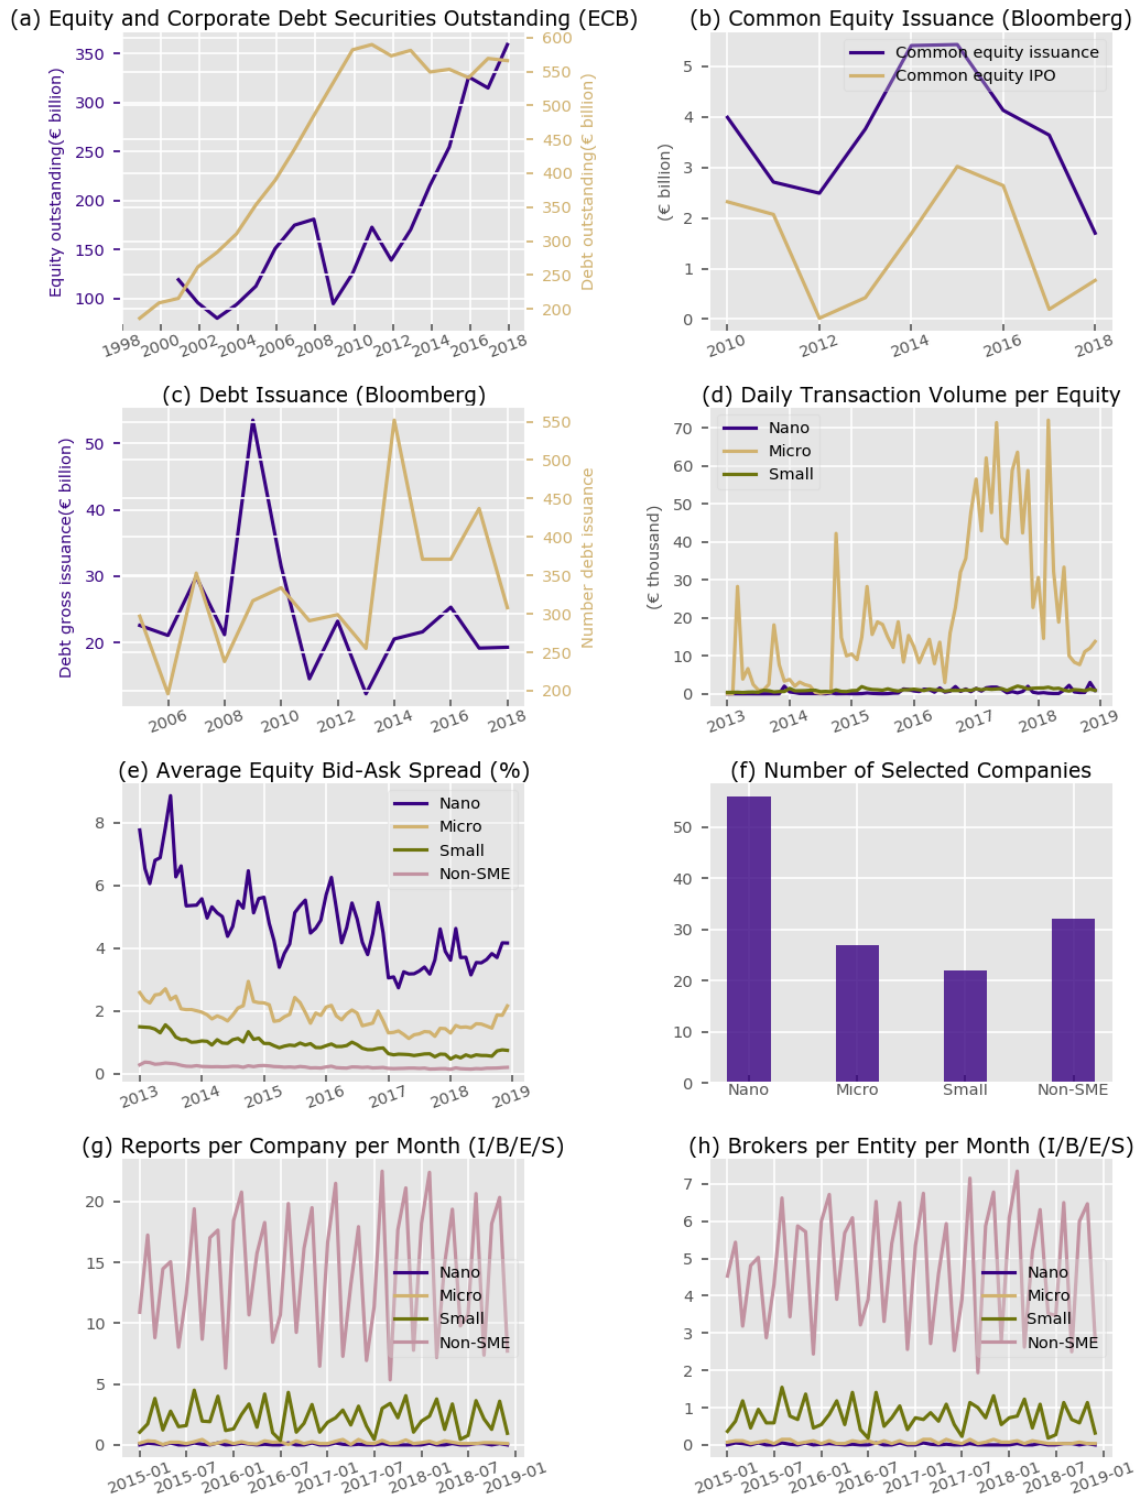 (a) Equity and Corporate Debt Securities Outstanding (ECB)
Equity outstanding(€ billion)
350
300
250
200
150
100
600
550
500
450
400
350
300
250
200
Debt outstanding(€ billion)
1998 2000 2002 2004 2006 2008 2010 2012 2014 2016 2018
(b) Common Equity Issuance (Bloomberg)
(€ billion)
5
4
3
2
1
0
Common equity issuance
Common equity IPO
2010 2012 2014 2016 2018
(c) Debt Issuance (Bloomberg)
Debt gross issuance(€ billion)
50
40
30
20
550
500
450
400
350
300
250
200
Number debt issuance
2006 2008 2010 2012 2014 2016 2018
(d) Daily Transaction Volume per Equity
(€ thousand)
70
60
50
40
30
20
10
0
Nano
Micro
Small
2013 2014 2015 2016 2017 2018 2019
(e) Average Equity Bid-Ask Spread (%)
8
6
4
2
0
Nano
Micro
Small
Non-SME
2013 2014 2015 2016 2017 2018 2019
(f) Number of Selected Companies
50
40
30
20
10
0
Nano Micro Small Non-SME
(g) Reports per Company per Month (I/B/E/S)
20
15
10
5
0
Nano
Micro
Small
Non-SME
2015-01 2015-07 2016-01 2016-07 2017-01 2017-07 2018-01 2018-07 2019-01
(h) Brokers per Entity per Month (I/B/E/S)
7
6
5
4
3
2
1
0
Nano
Micro
Small
Non-SME
2015-01 2015-07 2016-01 2016-07 2017-01 2017-07 2018-01 2018-07 2019-01